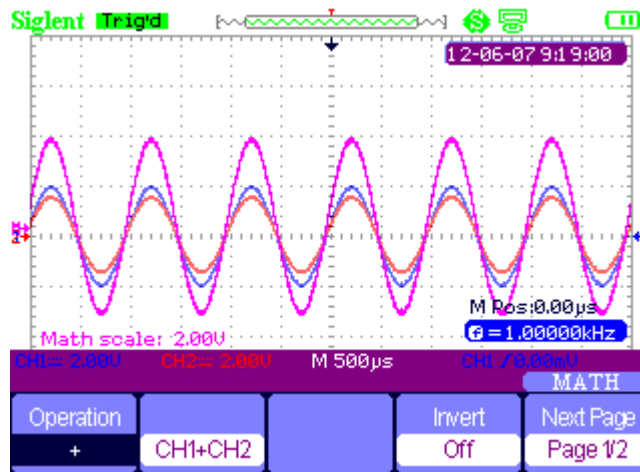 Siglent Trig'd
12-06-07 9:19:00
M Pos:0.00µs
Math scale: 2.00V
f=1.00000kHz
CH1 2.00V CH2 2.00V M 500µs CH1 0.00mV
MATH
Operation Invert Next Page
+ CH1+CH2 Off Page 1/2